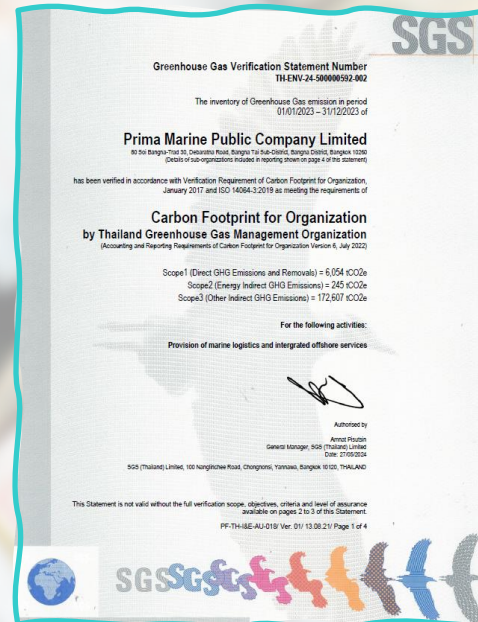 SGS
Greenhouse Gas Verification Statement Number
TH-ENV-24-500000592-002
The inventory of Greenhouse Gas emission in period
01/01/2023 – 31/12/2023 of
Prima Marine Public Company Limited
80 Soi Bangna-Trad 30, Debaratna Road, Bangna Tai Sub-District, Bangna District, Bangkok 10260
(Details of sub-organizations included in reporting shown on page 4 of this statement)
has been verified in accordance with Verification Requirement of Carbon Footprint for Organization,
January 2017 and ISO 14064-3:2019 as meeting the requirements of
Carbon Footprint for Organization
by Thailand Greenhouse Gas Management Organization
(Accounting and Reporting Requirements of Carbon Footprint for Organization Version 6, July 2022)
Scope1 (Direct GHG Emissions and Removals) = 6,054 tCO2e
Scope2 (Energy Indirect GHG Emissions) = 245 tCO2e
Scope3 (Other Indirect GHG Emissions) = 172,607 tCO2e
For the following activities:
Provision of marine logistics and intergrated offshore services
Authorised by
Amnat Pisutsin
General Manager, SGS (Thailand) Limited
Date: 27/05/2024
SGS (Thailand) Limited, 100 Nanglinchee Road, Chongnonsi, Yannawa, Bangkok 10120, THAILAND
This Statement is not valid without the full verification scope, objectives, criteria and level of assurance
available on pages 2 to 3 of this Statement.
PF-TH-I&E-AU-018/ Ver. 01/ 13.08.21/ Page 1 of 4
SGSSGS